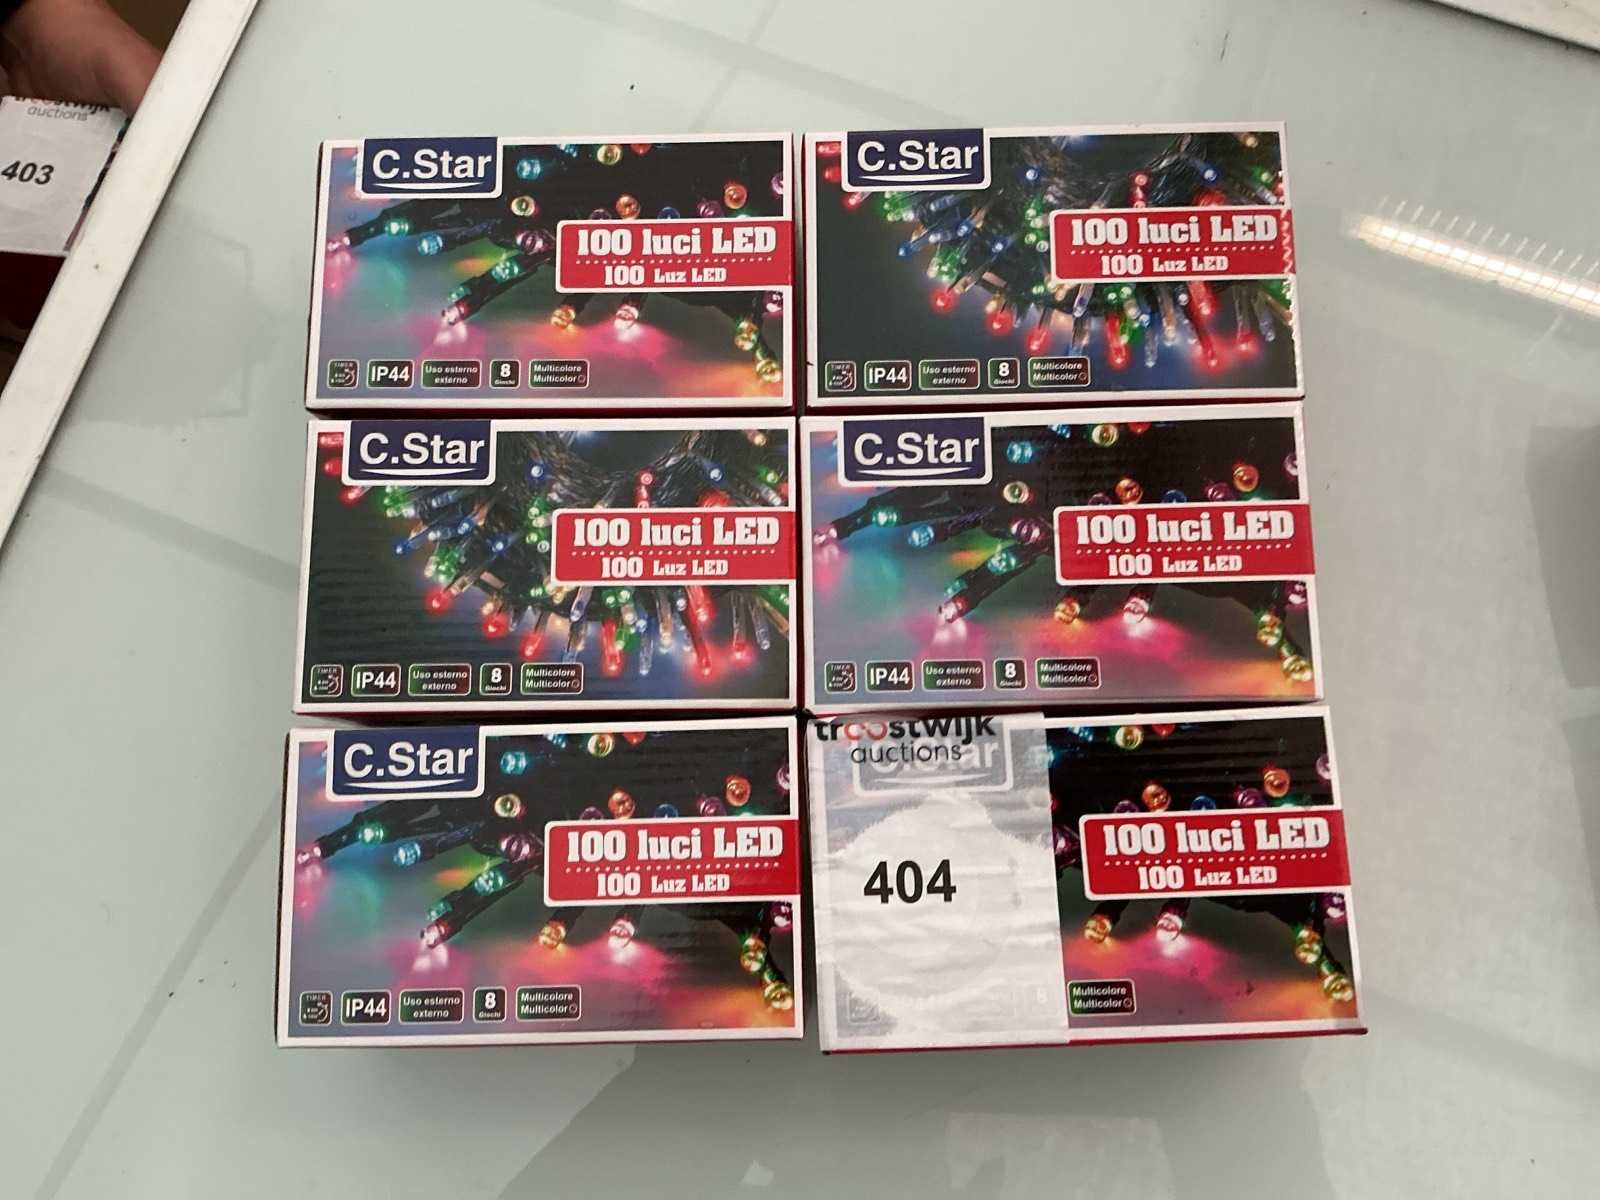 troostwijk
auctions
403
C.Star
100 luci LED
100 Luz LED
TIMER
IP44
Uso esterno
externo
8
Giochi
Multicolore
Multicolor
C.Star
100 luci LED
100 Luz LED
TIMER
IP44
Uso esterno
externo
8
Giochi
Multicolore
Multicolor
C.Star
100 luci LED
100 Luz LED
TIMER
IP44
Uso esterno
externo
8
Giochi
Multicolore
Multicolor
C.Star
100 luci LED
100 Luz LED
TIMER
IP44
Uso esterno
externo
8
Giochi
Multicolore
Multicolor
C.Star
100 luci LED
100 Luz LED
TIMER
IP44
Uso esterno
externo
8
Giochi
Multicolore
Multicolor
troostwijk
auctions
C.Star
404
100 luci LED
100 Luz LED
IP44
8
Multicolore
Multicolor